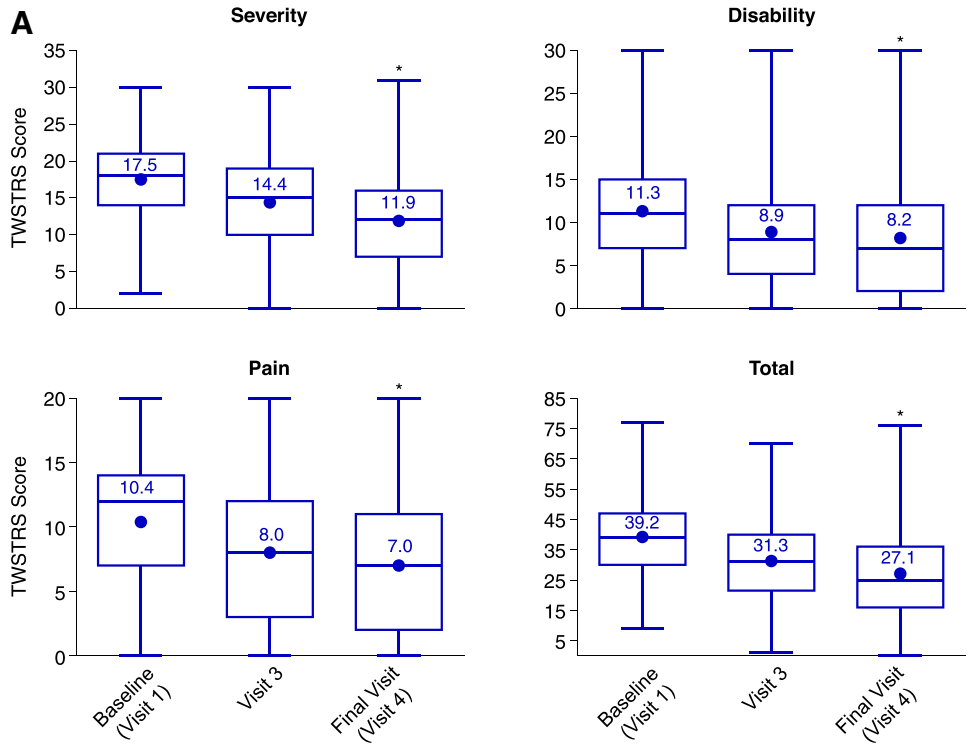 A
Severity
TWSTRS Score
35
30
25
20
15
10
5
0
17.5
14.4
11.9
*
Disability
30
25
20
15
10
5
0
11.3
8.9
8.2
*
Pain
TWSTRS Score
20
15
10
5
0
10.4
8.0
7.0
*
Baseline
(Visit 1)
Visit 3
Final Visit
(Visit 4)
Total
85
75
65
55
45
35
25
15
5
39.2
31.3
27.1
*
Baseline
(Visit 1)
Visit 3
Final Visit
(Visit 4)